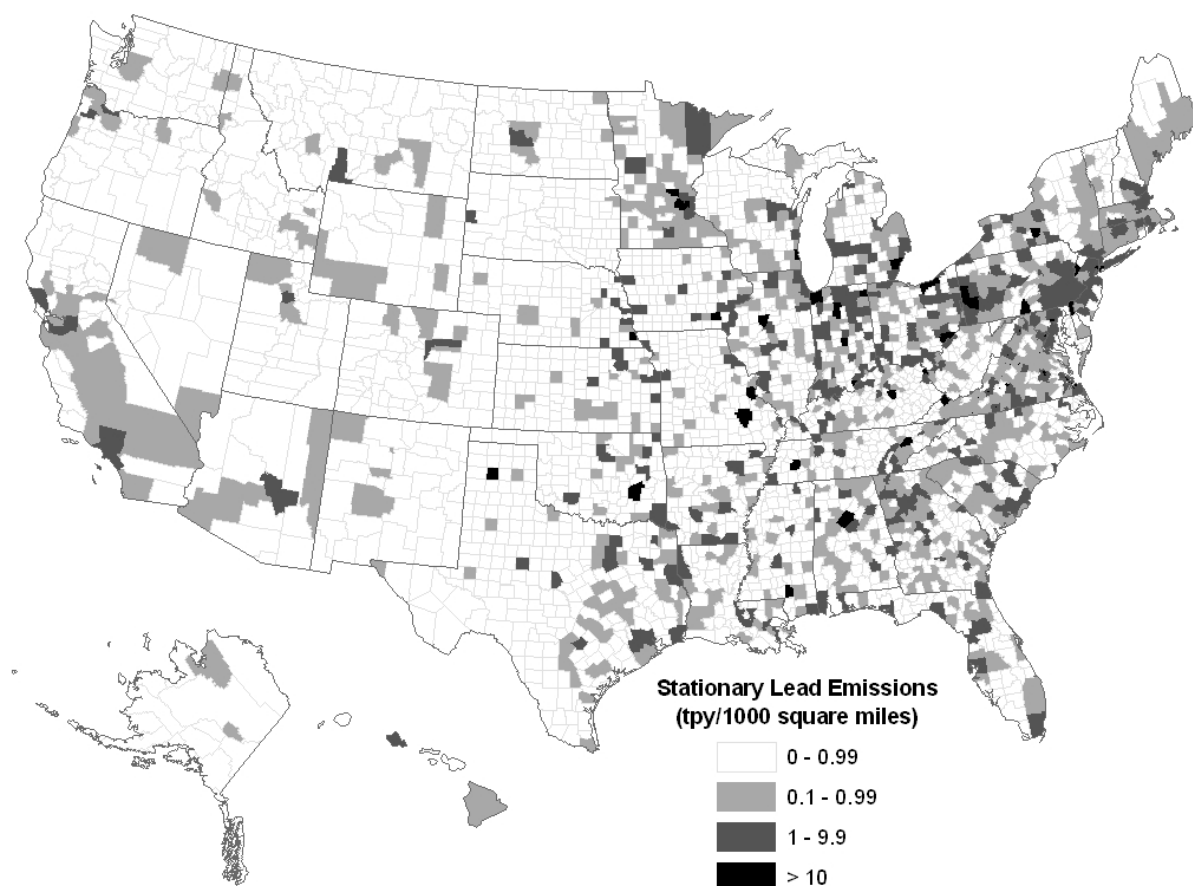 Stationary Lead Emissions
(tpy/1000 square miles)
0 - 0.99
0.1 - 0.99
1 - 9.9
> 10